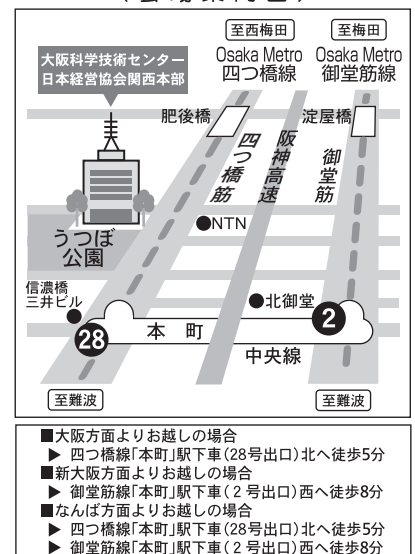 至西梅田
至梅田
Osaka Metro
四つ橋線
Osaka Metro
御堂筋線
大阪科学技術センター
日本経営協会関西本部
肥後橋
淀屋橋
四つ橋筋
阪神高速
御堂筋
NTN
うつぼ
公園
信濃橋
三井ビル
北御堂
28
本町
2
中央線
至難波
至難波
■大阪方面よりお越しの場合
▶ 四つ橋線「本町」駅下車(28号出口)北へ徒歩5分
■新大阪方面よりお越しの場合
▶ 御堂筋線「本町」駅下車(2号出口)西へ徒歩8分
■なんば方面よりお越しの場合
▶ 四つ橋線「本町」駅下車(28号出口)北へ徒歩5分
▶ 御堂筋線「本町」駅下車(2号出口)西へ徒歩8分